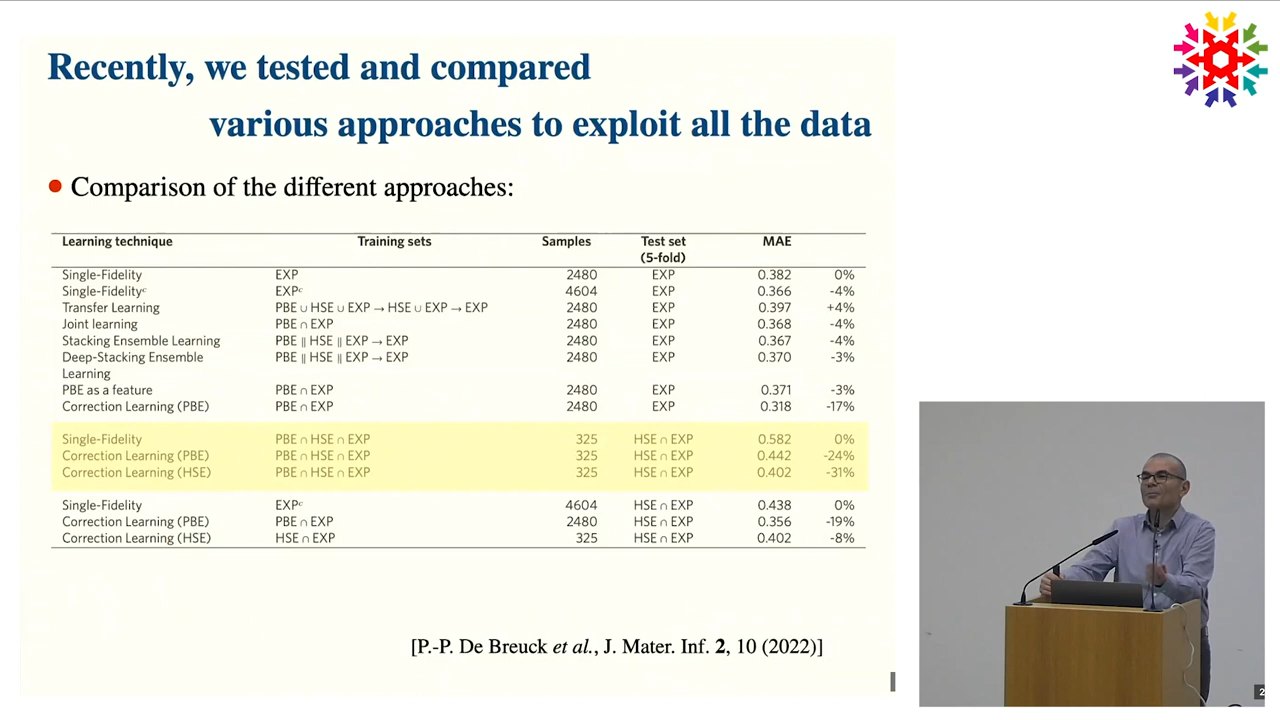 Recently, we tested and compared
various approaches to exploit all the data
• Comparison of the different approaches:
Learning technique Training sets Samples Test set (5-fold) MAE
Single-Fidelity EXP 2480 EXP 0.382 0%
Single-Fidelityᶜ EXPᶜ 4604 EXP 0.366 -4%
Transfer Learning PBE ∪ HSE ∪ EXP → HSE ∪ EXP → EXP 2480 EXP 0.397 +4%
Joint learning PBE ∩ EXP 2480 EXP 0.368 -4%
Stacking Ensemble Learning PBE ∥ HSE ∥ EXP → EXP 2480 EXP 0.367 -4%
Deep-Stacking Ensemble Learning PBE ∥ HSE ∥ EXP → EXP 2480 EXP 0.370 -3%
PBE as a feature PBE ∩ EXP 2480 EXP 0.371 -3%
Correction Learning (PBE) PBE ∩ EXP 2480 EXP 0.318 -17%
Single-Fidelity PBE ∩ HSE ∩ EXP 325 HSE ∩ EXP 0.582 0%
Correction Learning (PBE) PBE ∩ HSE ∩ EXP 325 HSE ∩ EXP 0.442 -24%
Correction Learning (HSE) PBE ∩ HSE ∩ EXP 325 HSE ∩ EXP 0.402 -31%
Single-Fidelity EXPᶜ 4604 HSE ∩ EXP 0.438 0%
Correction Learning (PBE) PBE ∩ EXP 2480 HSE ∩ EXP 0.356 -19%
Correction Learning (HSE) HSE ∩ EXP 325 HSE ∩ EXP 0.402 -8%
[P.-P. De Breuck et al., J. Mater. Inf. 2, 10 (2022)]
2